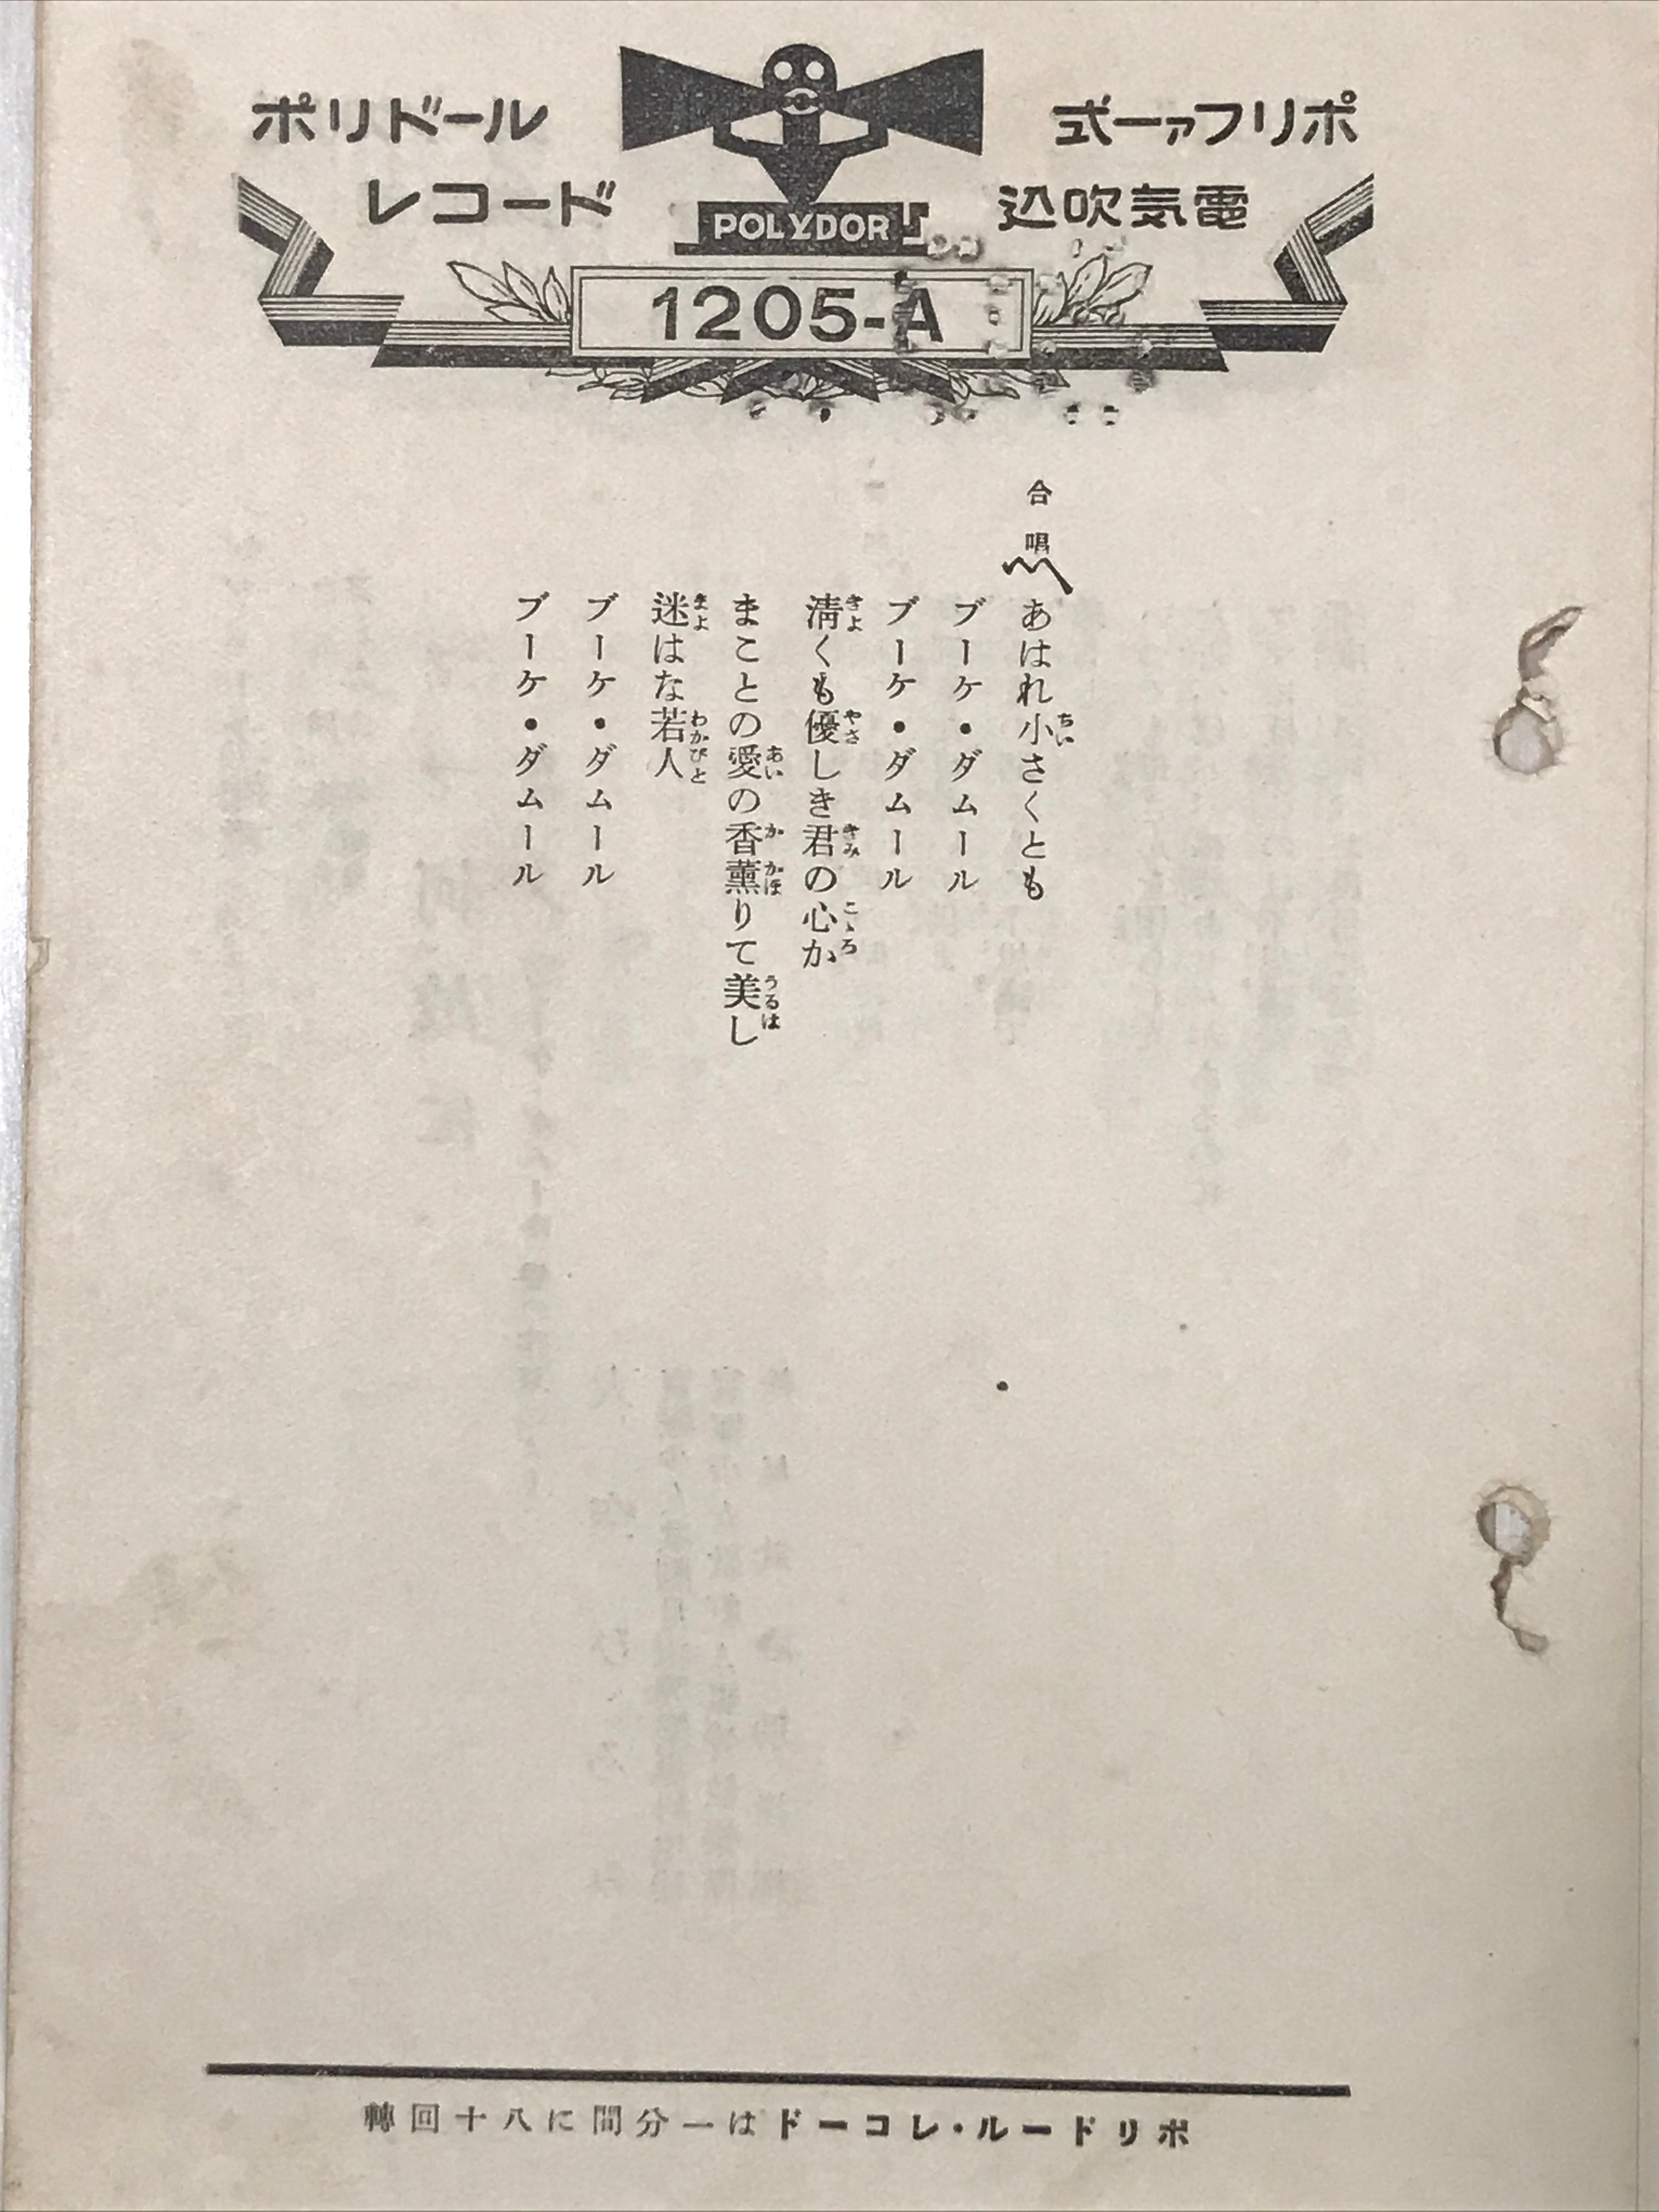 ポリドール
レコード
POLYDOR
ポリファー式
電気吹込
1205-A
合唱
あはれ小さくとも
ブーケ・ダムール
ブーケ・ダムール
淸くも優しき君の心か
まことの愛の香薫りて美し
迷はな若人
ブーケ・ダムール
ブーケ・ダムール
ポリドール・レコードは一分間に八十回轉